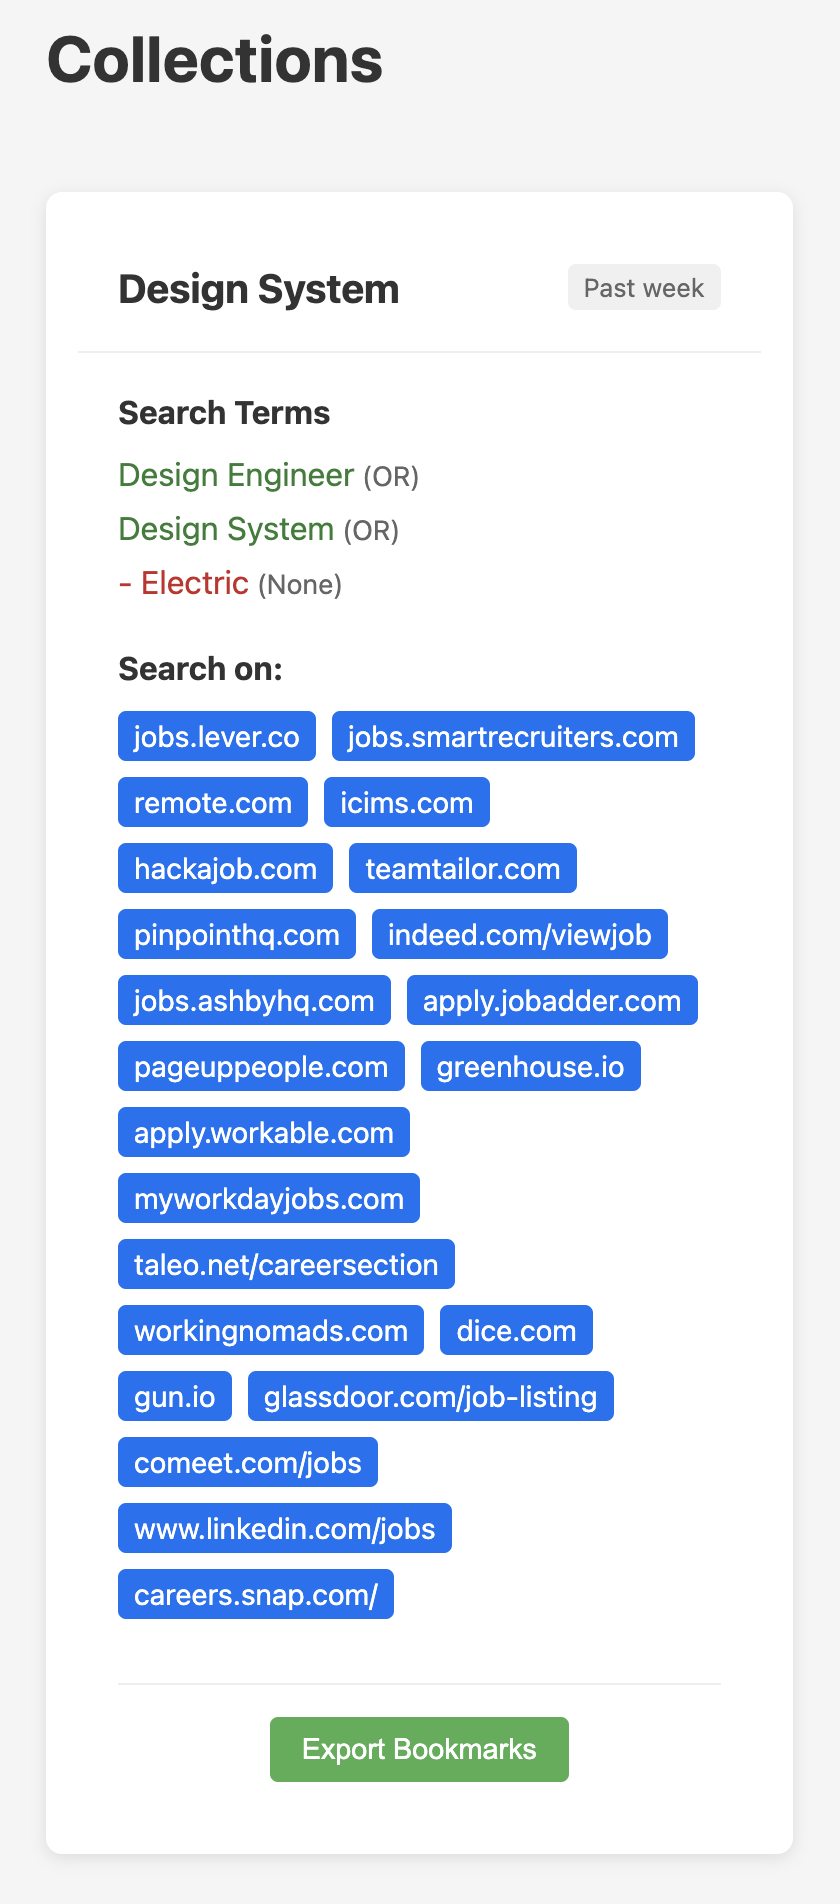 Collections
Design System Past week
Search Terms
Design Engineer (OR)
Design System (OR)
- Electric (None)
Search on:
jobs.lever.co jobs.smartrecruiters.com
remote.com icims.com
hackajob.com teamtailor.com
pinpointhq.com indeed.com/viewjob
jobs.ashbyhq.com apply.jobadder.com
pageuppeople.com greenhouse.io
apply.workable.com
myworkdayjobs.com
taleo.net/careersection
workingnomads.com dice.com
gun.io glassdoor.com/job-listing
comeet.com/jobs
www.linkedin.com/jobs
careers.snap.com/
Export Bookmarks